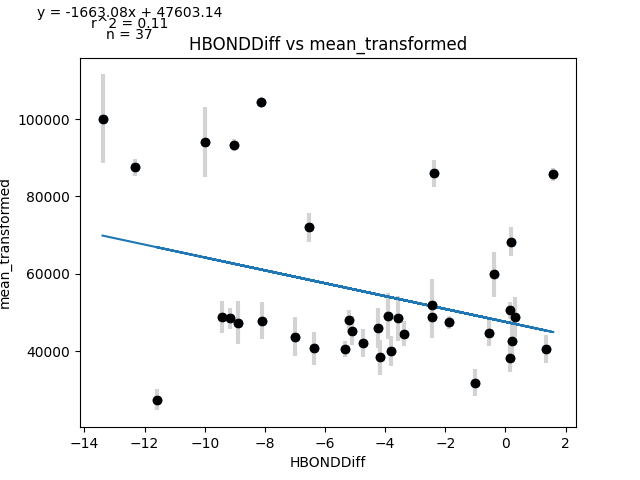 y = -1663.08x + 47603.14
r^2 = 0.11
n = 37
HBONDDiff vs mean_transformed
100000
80000
60000
40000
mean_transformed
−14
−12
−10
−8
−6
−4
−2
0
2
HBONDDiff